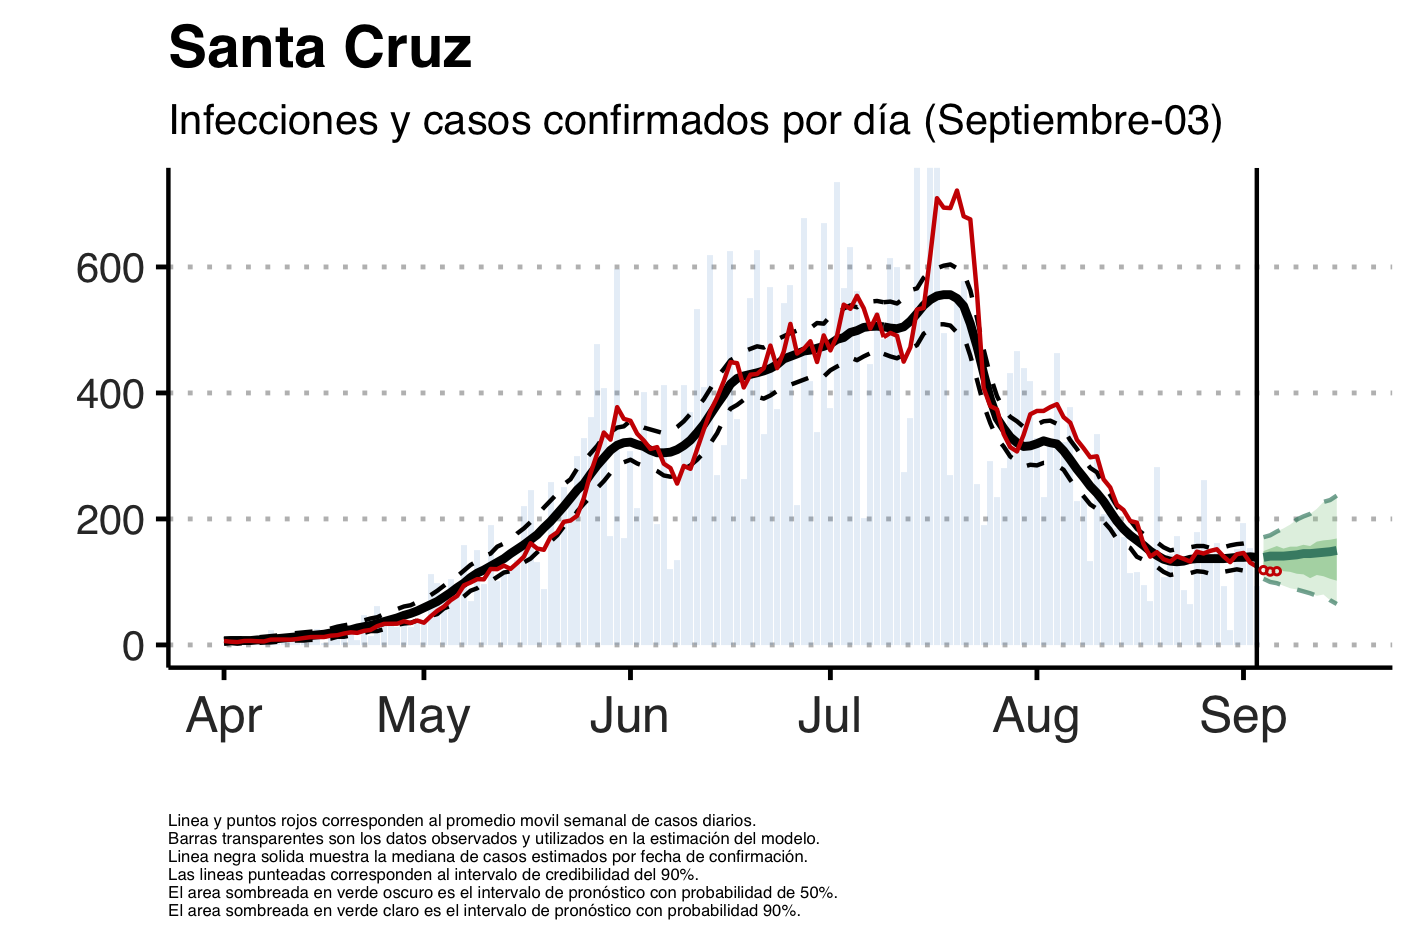 Santa Cruz
Infecciones y casos confirmados por día (Septiembre-03)
600
400
200
0
Apr May Jun Jul Aug Sep
Linea y puntos rojos corresponden al promedio movil semanal de casos diarios.
Barras transparentes son los datos observados y utilizados en la estimación del modelo.
Linea negra solida muestra la mediana de casos estimados por fecha de confirmación.
Las lineas punteadas corresponden al intervalo de credibilidad del 90%.
El area sombreada en verde oscuro es el intervalo de pronóstico con probabilidad de 50%.
El area sombreada en verde claro es el intervalo de pronóstico con probabilidad 90%.